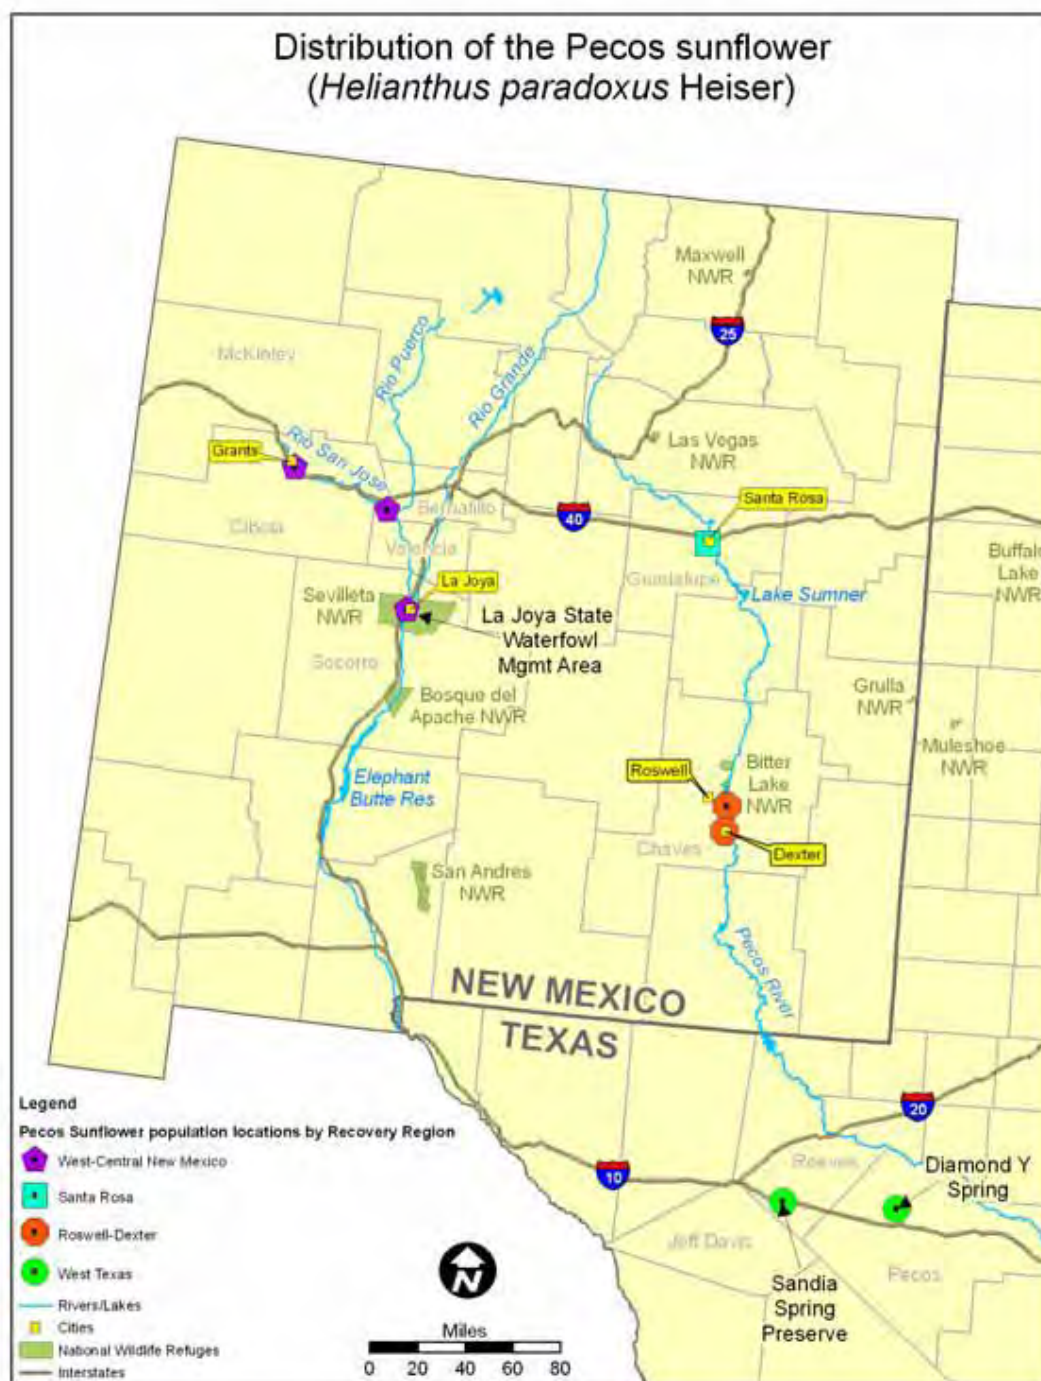 Distribution of the Pecos sunflower
(Helianthus paradoxus Heiser)
Maxwell
NWR
25
McKinley
Rio Puerco
Rio Grande
Las Vegas
NWR
Grants
Rio San Jose
Santa Rosa
Bernalillo
40
Cibola
Valencia
Buffalo
Lake
NWR
Guadalupe
Lake Sumner
La Joya
Sevilleta
NWR
La Joya State
Waterfowl
Mgmt Area
Socorro
Bosque del
Apache NWR
Grulla
NWR
Muleshoe
NWR
Elephant
Butte Res
Roswell
Bitter
Lake
NWR
Chaves
Dexter
San Andres
NWR
Pecos River
NEW MEXICO
TEXAS
20
Reeves
Diamond Y
Spring
10
Jeff Davis
Pecos
Sandia
Spring
Preserve
Legend
Pecos Sunflower population locations by Recovery Region
West-Central New Mexico
Santa Rosa
Roswell-Dexter
West Texas
Rivers/Lakes
Cities
National Wildlife Refuges
Interstates
N
Miles
0 20 40 60 80